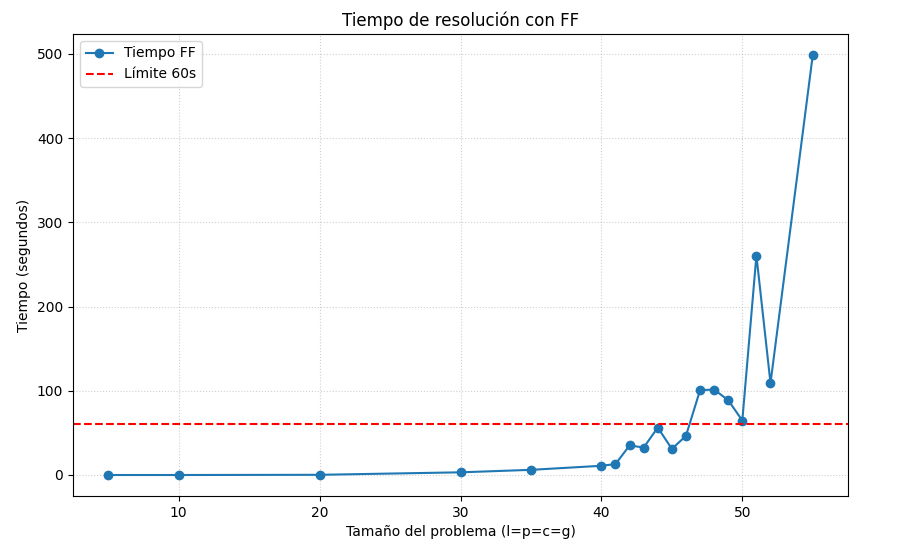 Tiempo de resolución con FF
Tiempo FF
Límite 60s
Tiempo (segundos)
500
400
300
200
100
0
10 20 30 40 50
Tamaño del problema (l=p=c=g)